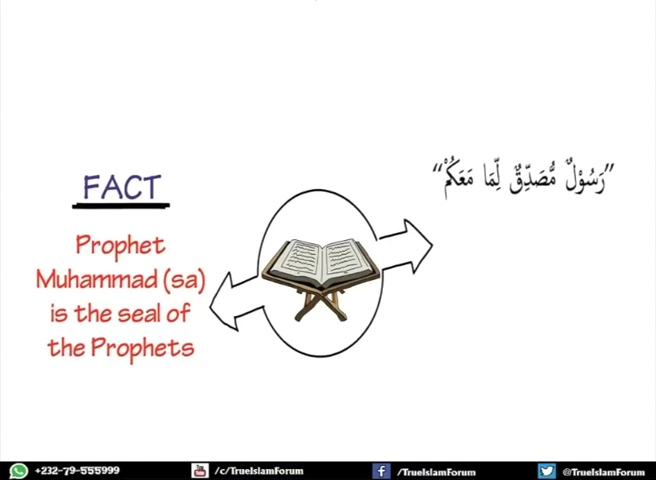 FACT
Prophet
Muhammad (sa)
is the seal of
the Prophets
”رَسُوْلٌ مُّصَدِّقٌ لِّمَا مَعَكُمْ“
+232-79-555999
/c/TrueIslamForum
/TrueIslamForum
@TrueIslamForum